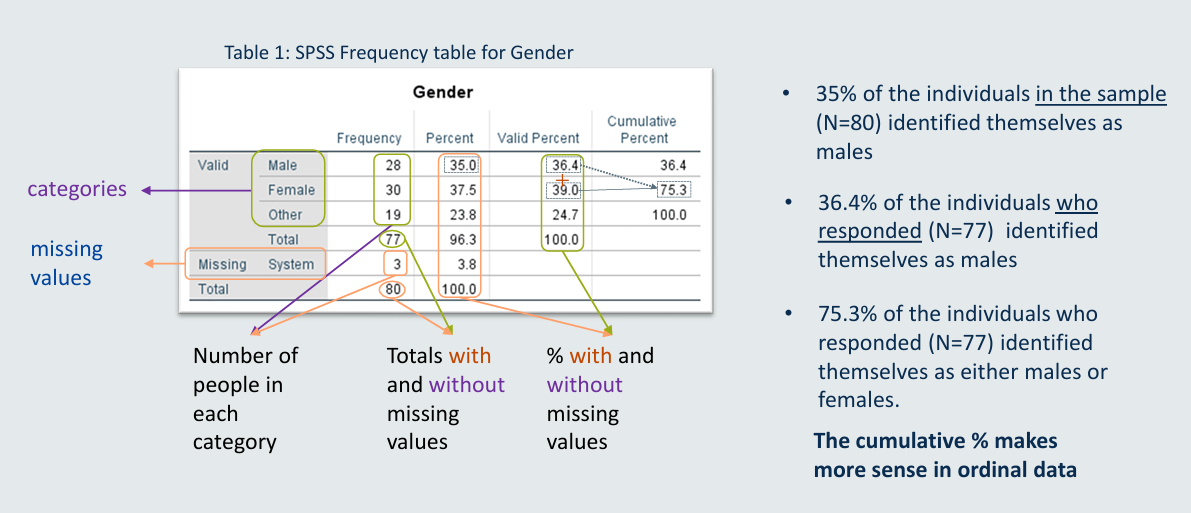 Table 1: SPSS Frequency table for Gender
Gender
Frequency Percent Valid Percent Cumulative Percent
Valid Male 28 35.0 36.4 36.4
Female 30 37.5 39.0 75.3
Other 19 23.8 24.7 100.0
Total 77 96.3 100.0
Missing System 3 3.8
Total 80 100.0
categories
missing
values
Number of
people in
each
category
Totals with
and without
missing
values
% with and
without
missing
values
• 35% of the individuals in the sample
(N=80) identified themselves as
males
• 36.4% of the individuals who
responded (N=77) identified
themselves as males
• 75.3% of the individuals who
responded (N=77) identified
themselves as either males or
females.
The cumulative % makes
more sense in ordinal data